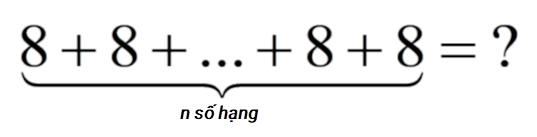 8 + 8 + ... + 8 + 8 = ?
n số hạng